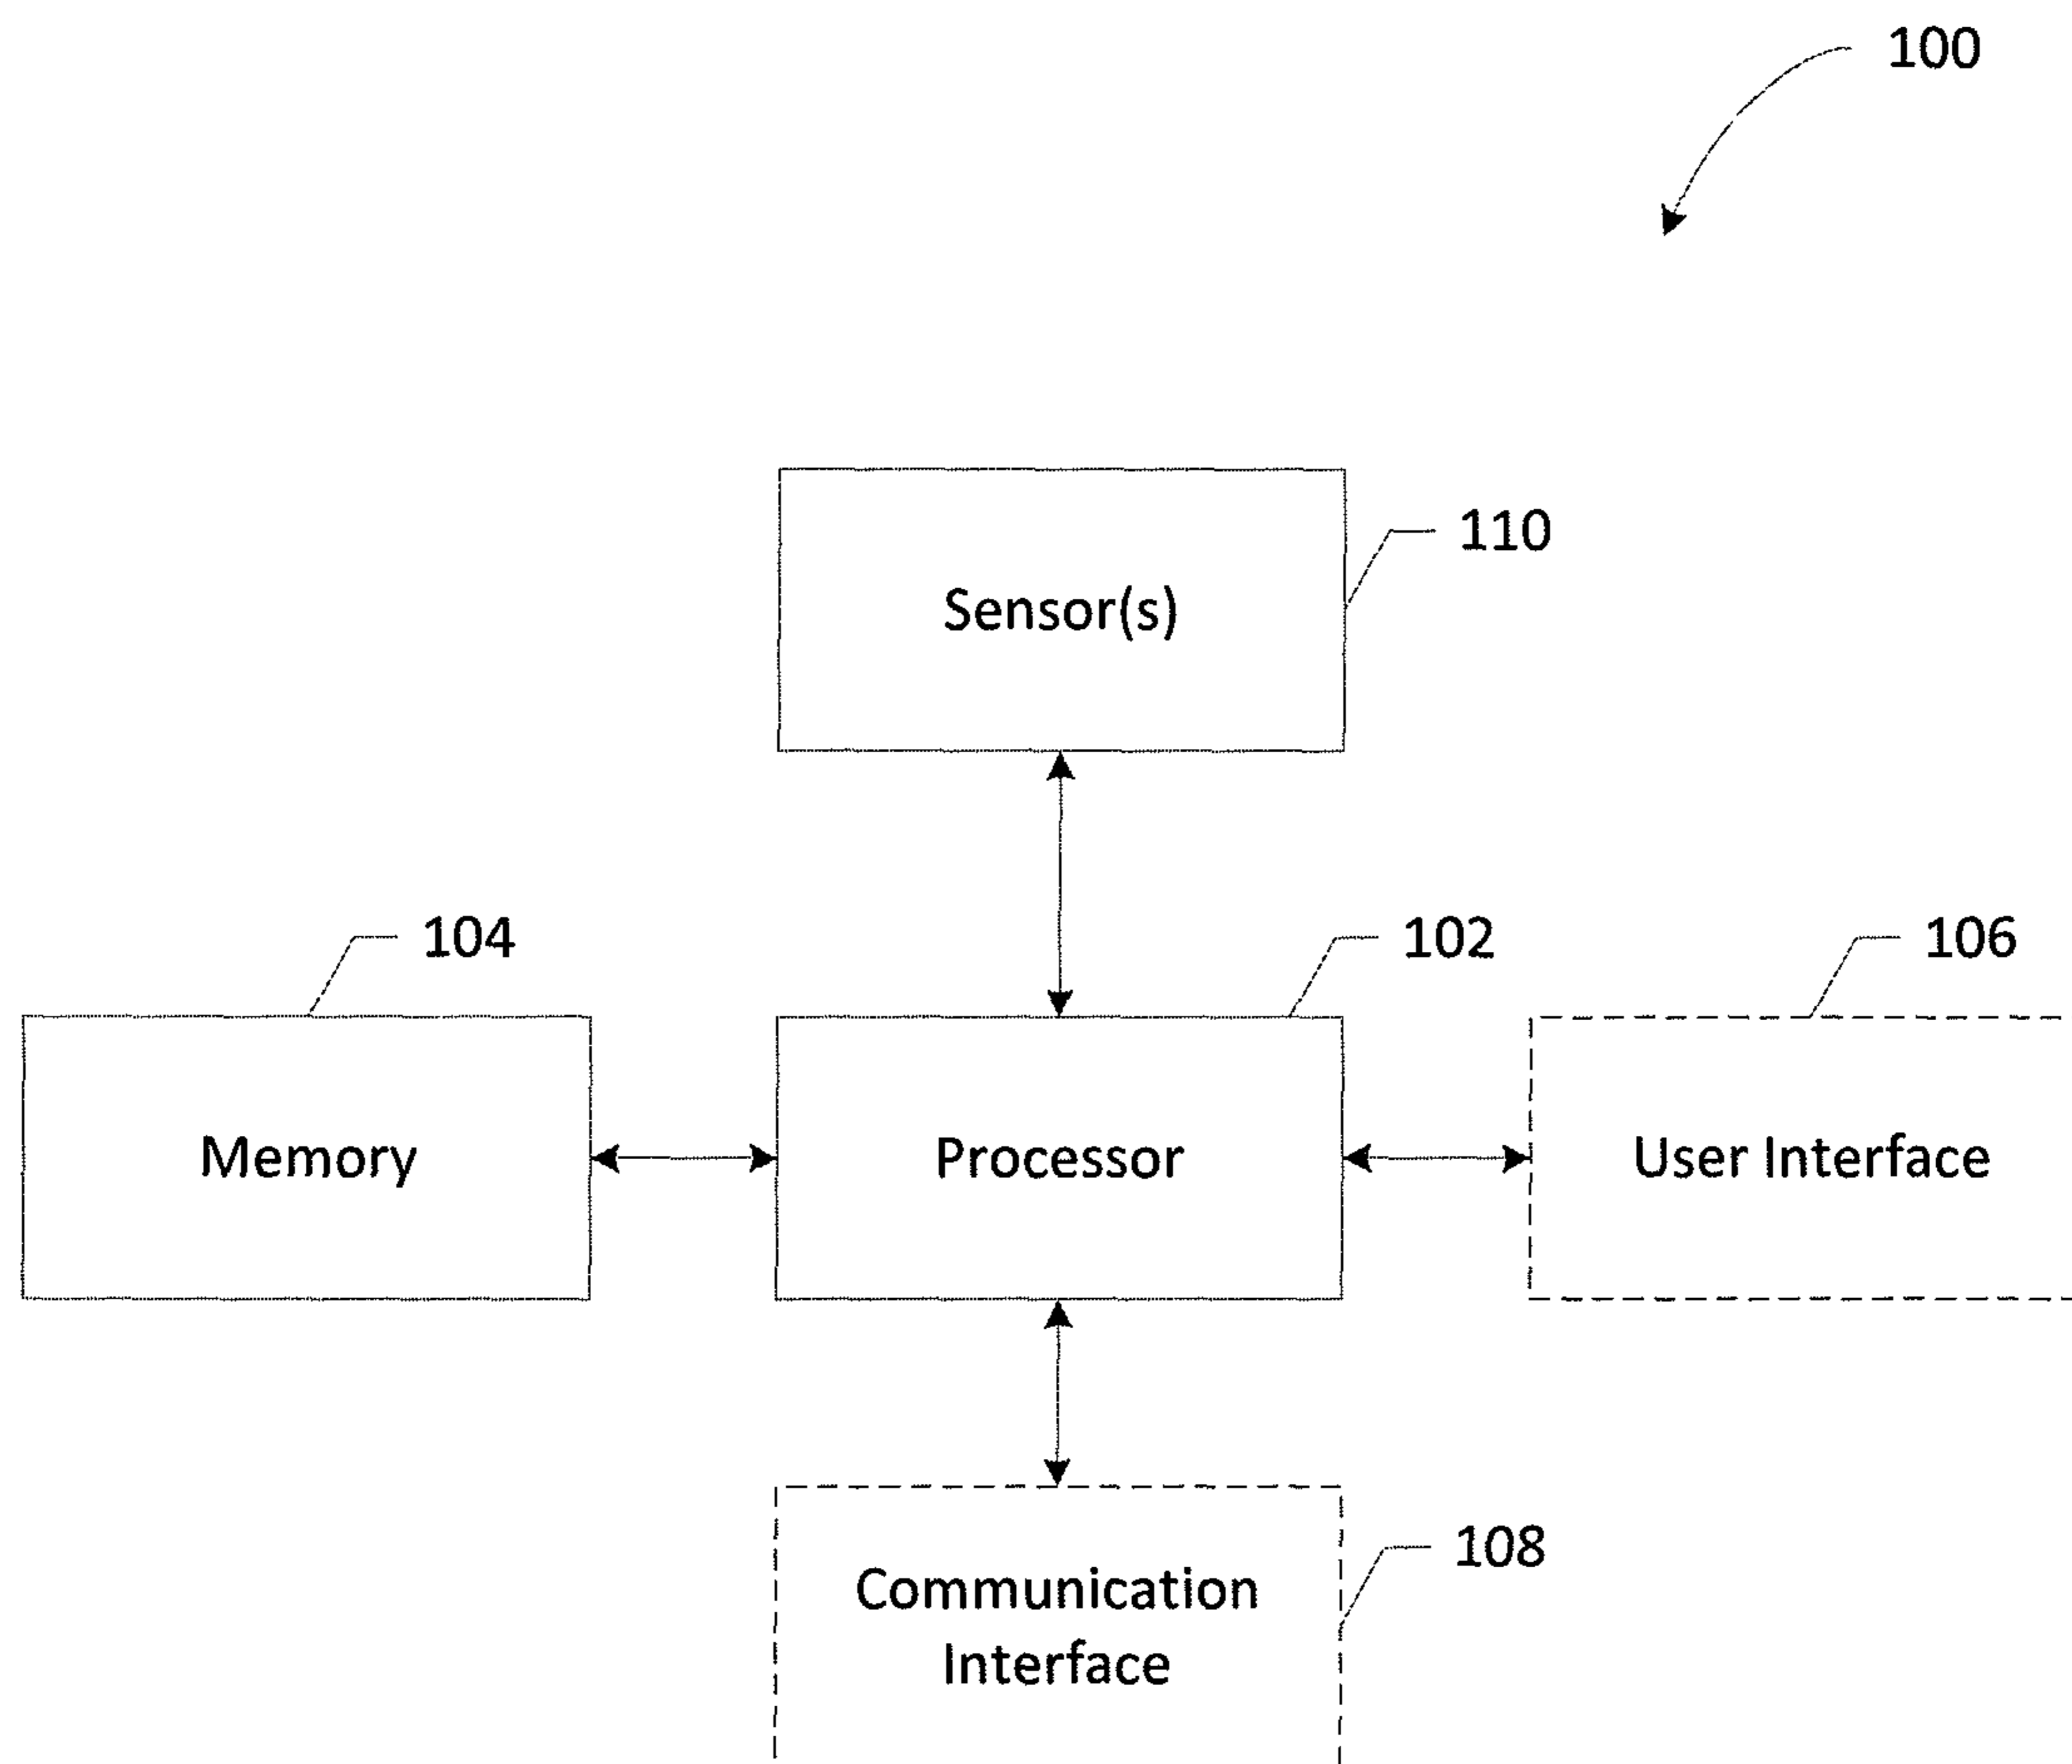 100
110
Sensor(s)
104
102
106
Memory
Processor
User Interface
108
Communication
Interface